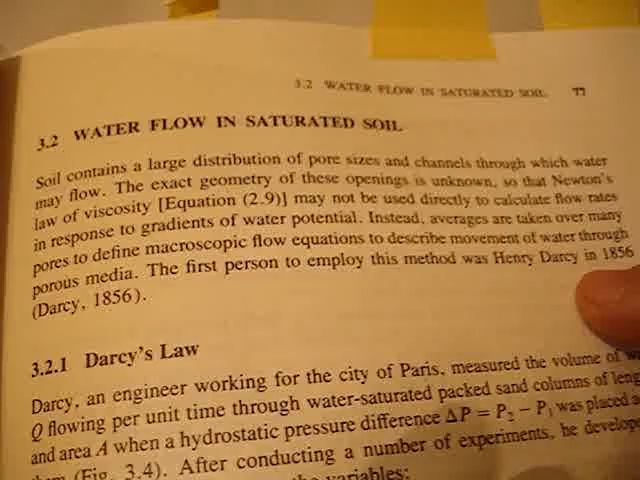 3.2 WATER FLOW IN SATURATED SOIL 77
3.2 WATER FLOW IN SATURATED SOIL
Soil contains a large distribution of pore sizes and channels through which water
may flow. The exact geometry of these openings is unknown, so that Newton's
law of viscosity [Equation (2.9)] may not be used directly to calculate flow rates
in response to gradients of water potential. Instead, averages are taken over many
pores to define macroscopic flow equations to describe movement of water through
porous media. The first person to employ this method was Henry Darcy in 1856
(Darcy, 1856).
3.2.1 Darcy's Law
Darcy, an engineer working for the city of Paris, measured the volume of
Q flowing per unit time through water-saturated packed sand columns of
and area A when a hydrostatic pressure difference ΔP = P₂ − P₁ was placed
(Fig. 3.4). After conducting a number of experiments, he
the variables: